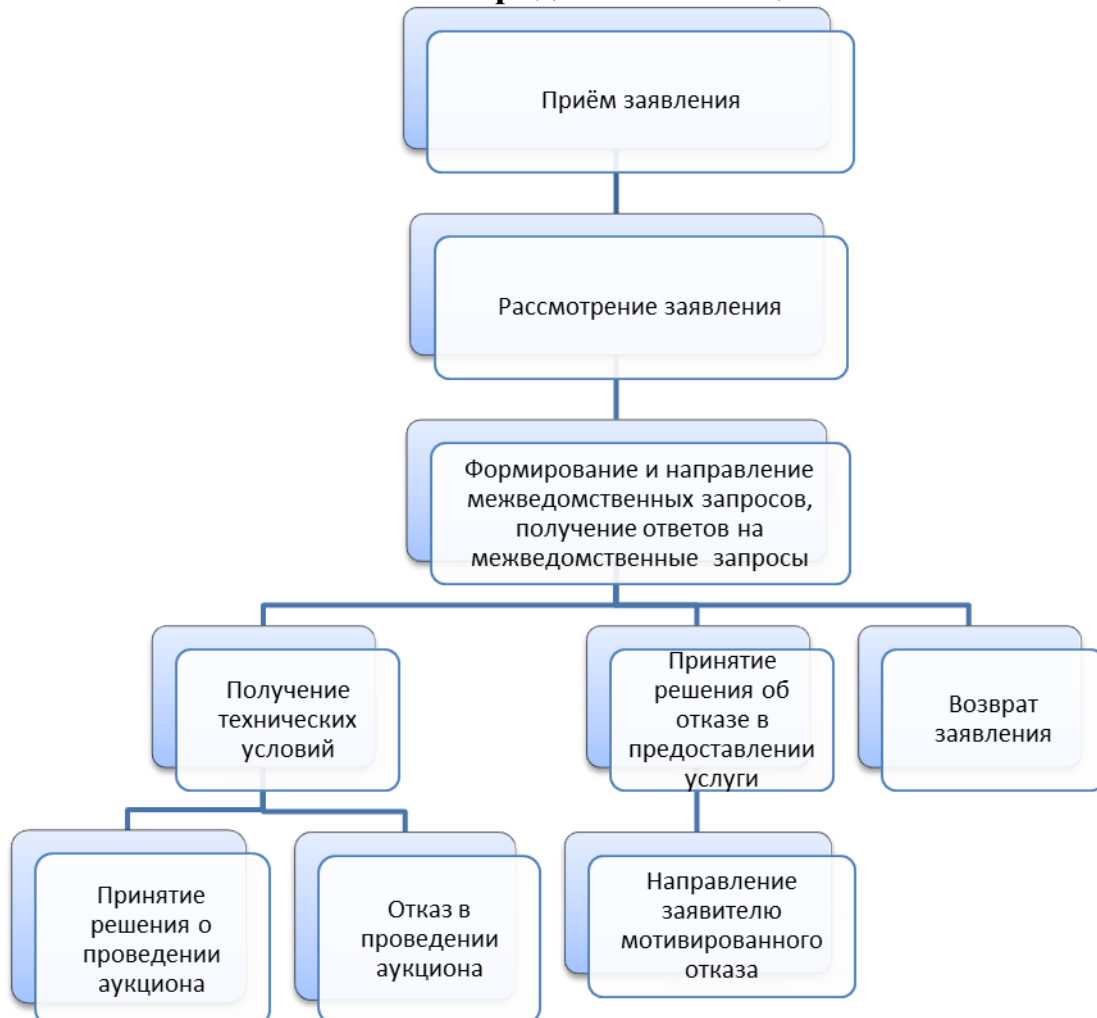 Приём заявления
Рассмотрение заявления
Формирование и направление
межведомственных запросов,
получение ответов на
межведомственные запросы
Получение
технических
условий
Принятие
решения об
отказе в
предоставлении
услуги
Возврат
заявления
Принятие
решения о
проведении
аукциона
Отказ в
проведении
аукциона
Направление
заявителю
мотивированного
отказа